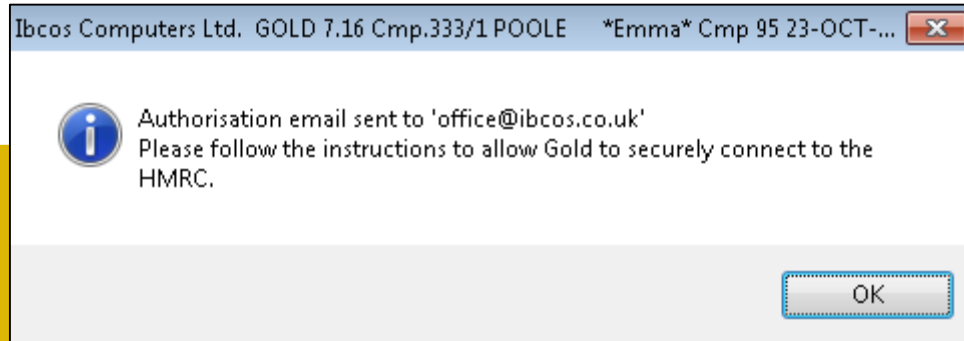 Ibcos Computers Ltd. GOLD 7.16 Cmp.333/1 POOLE *Emma* Cmp 95 23-OCT-...
Authorisation email sent to 'office@ibcos.co.uk'
Please follow the instructions to allow Gold to securely connect to the
HMRC.
OK